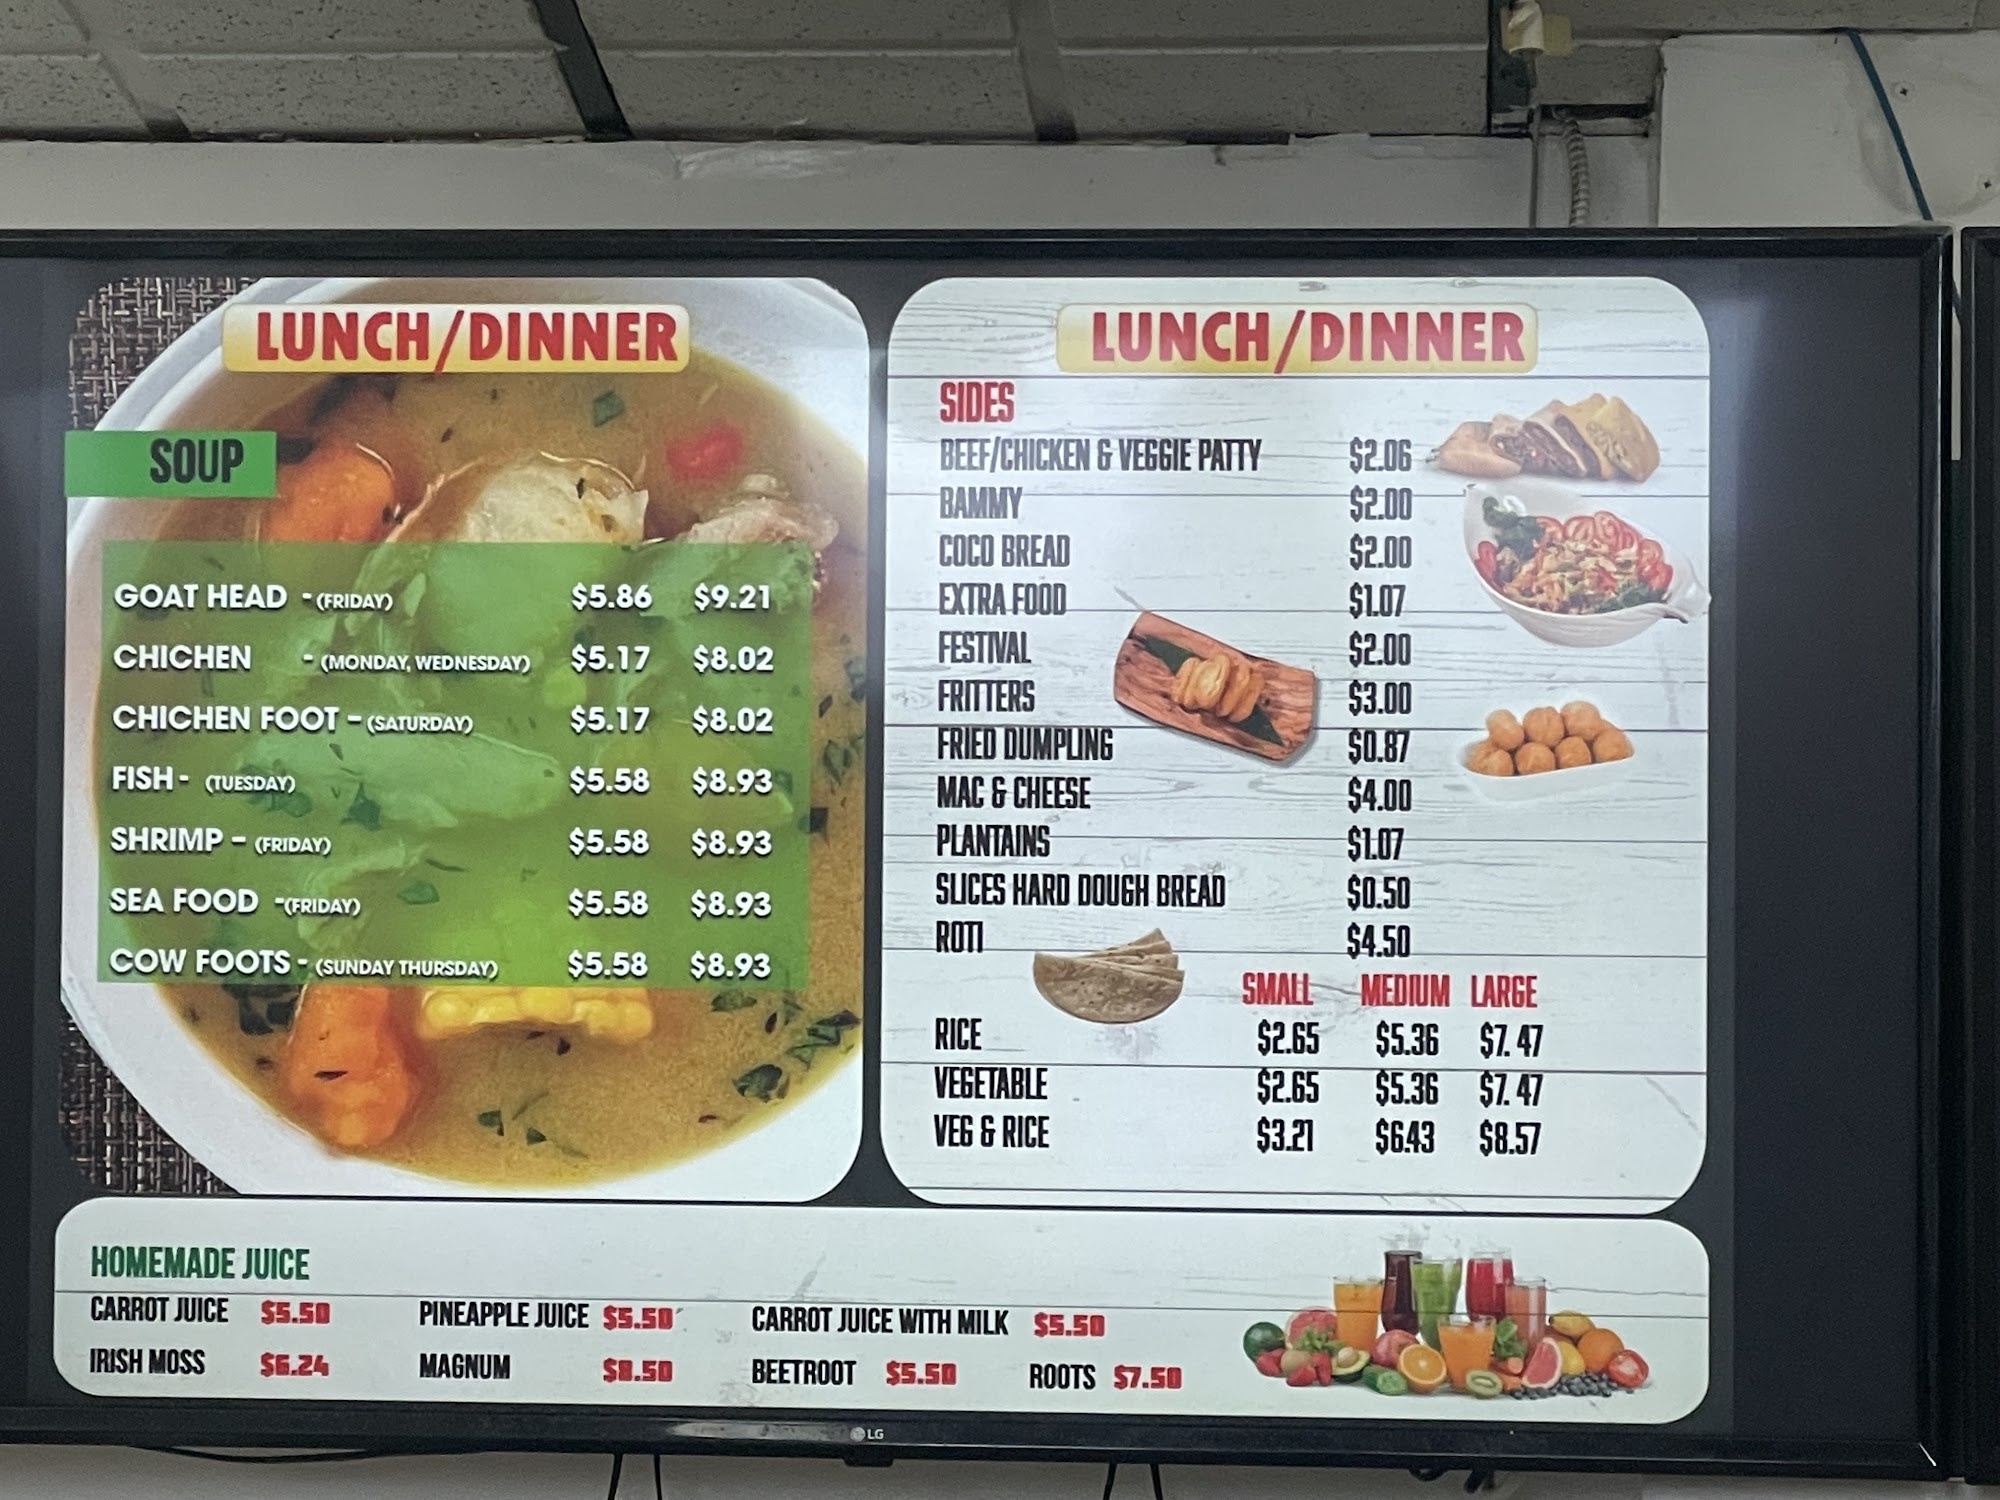 LUNCH/DINNER
SOUP
GOAT HEAD - (FRIDAY) $5.86 $9.21
CHICHEN - (MONDAY, WEDNESDAY) $5.17 $8.02
CHICHEN FOOT - (SATURDAY) $5.17 $8.02
FISH - (TUESDAY) $5.58 $8.93
SHRIMP - (FRIDAY) $5.58 $8.93
SEA FOOD -(FRIDAY) $5.58 $8.93
COW FOOTS - (SUNDAY THURSDAY) $5.58 $8.93
LUNCH/DINNER
SIDES
BEEF/CHICKEN & VEGGIE PATTY $2.06
BAMMY $2.00
COCO BREAD $2.00
EXTRA FOOD $1.07
FESTIVAL $2.00
FRITTERS $3.00
FRIED DUMPLING $0.87
MAC & CHEESE $4.00
PLANTAINS $1.07
SLICES HARD DOUGH BREAD $0.50
ROTI $4.50
SMALL MEDIUM LARGE
RICE $2.65 $5.36 $7.47
VEGETABLE $2.65 $5.36 $7.47
VEG & RICE $3.21 $6.43 $8.57
HOMEMADE JUICE
CARROT JUICE $5.50 PINEAPPLE JUICE $5.50 CARROT JUICE WITH MILK $5.50
IRISH MOSS $6.24 MAGNUM $8.50 BEETROOT $5.50 ROOTS $7.50
LG